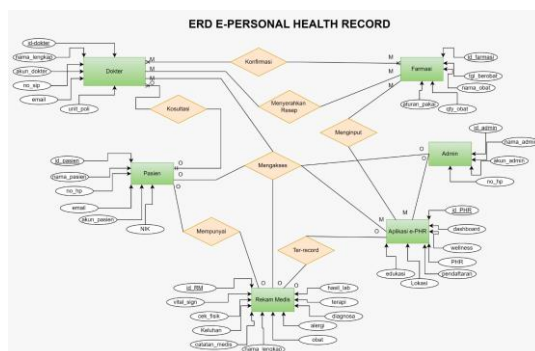 ERD E-PERSONAL HEALTH RECORD
id-dokter
nama_lengkap
akun_dokter
no_sip
email
unit_poli
Dokter
M
M
M
Konfirmasi
M
M
M
Farmasi
id_farmasi
tgl_berobat
nama_obat
qty_obat
aturan_pakai
Menyerahkan
Resep
Kosultasi
Menginput
id_pasien
nama_pasien
no_hp
email
akun_pasien
NIK
Pasien
O
O
O
Mengakses
O
O
Admin
id_admin
nama_admin
akun_admin
no_hp
Mempunyai
Ter-record
M
M
O
Aplikasi e-PHR
id_PHR
dashboard
wellness
PHR
pendaftaran
Lokasi
edukasi
O
O
O
Rekam Medis
id_RM
vital_sign
cek_fisik
Keluhan
catatan_medis
nama_lengkap
obat
alergi
diagnosa
terapi
hasil_lab